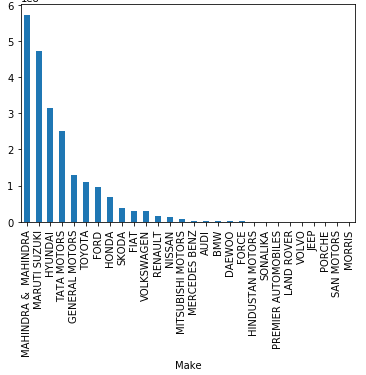 6
5
4
3
2
1
0
MAHINDRA & MAHINDRA
MARUTI SUZUKI
HYUNDAI
TATA MOTORS
GENERAL MOTORS
TOYOTA
FORD
HONDA
SKODA
FIAT
VOLKSWAGEN
RENAULT
NISSAN
MITSUBISHI MOTORS
MERCEDES BENZ
AUDI
BMW
DAEWOO
FORCE
HINDUSTAN MOTORS
SONALIKA
PREMIER AUTOMOBILES
LAND ROVER
VOLVO
JEEP
PORCHE
SAN MOTORS
MORRIS
Make